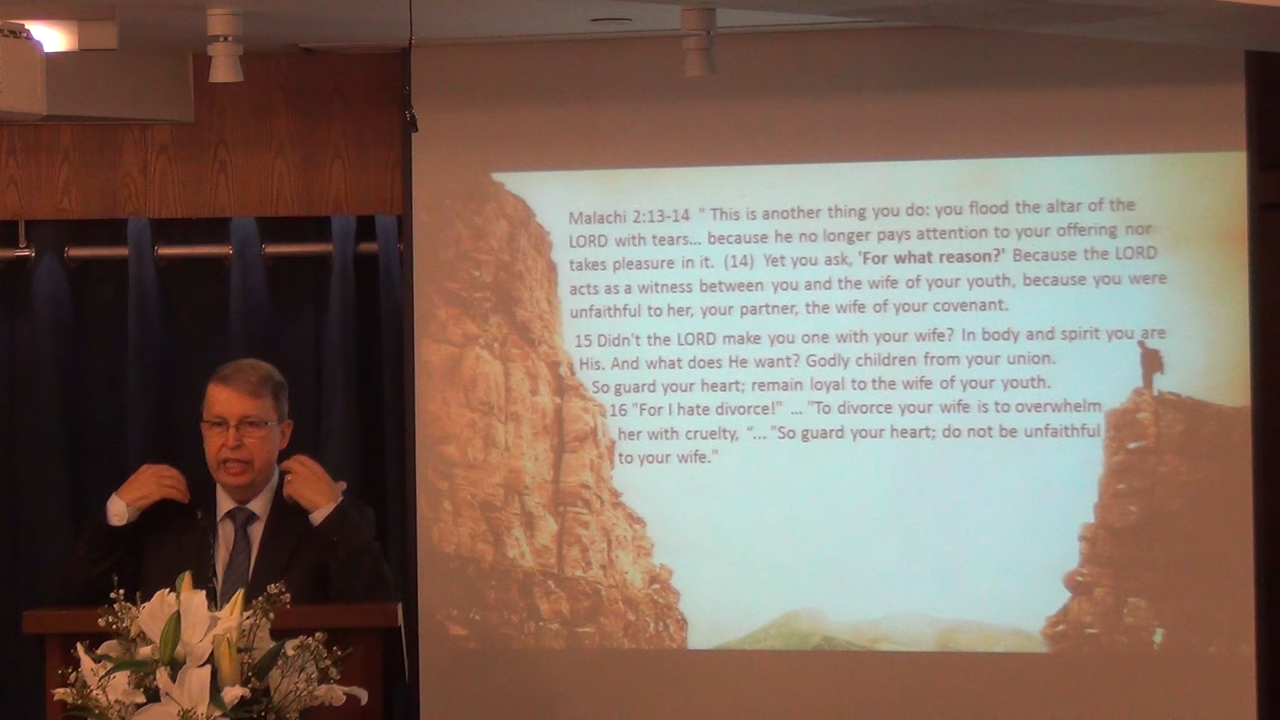 Malachi 2:13-14 " This is another thing you do: you flood the altar of the
LORD with tears... because he no longer pays attention to your offering nor
takes pleasure in it. (14) Yet you ask, 'For what reason?' Because the LORD
acts as a witness between you and the wife of your youth, because you were
unfaithful to her, your partner, the wife of your covenant.
15 Didn't the LORD make you one with your wife? In body and spirit you are
His. And what does He want? Godly children from your union.
So guard your heart; remain loyal to the wife of your youth.
16 "For I hate divorce!" ... "To divorce your wife is to overwhelm
her with cruelty, "... "So guard your heart; do not be unfaithful
to your wife."